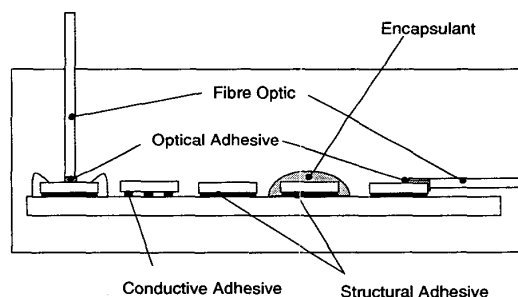 Encapsulant
Fibre Optic
Optical Adhesive
Conductive Adhesive
Structural Adhesive